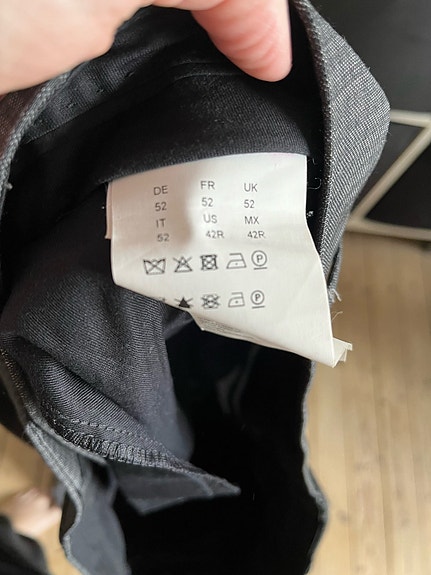 DE FR UK
52 52 52
IT US MX
52 42R 42R
P
P